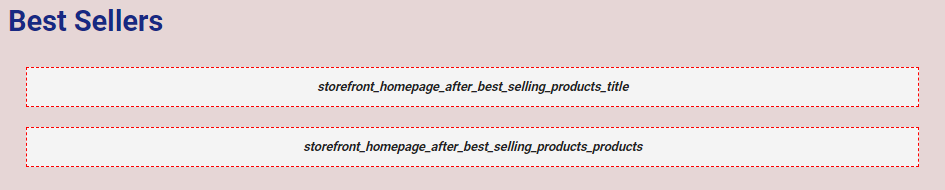 Best Sellers
storefront_homepage_after_best_selling_products_title
storefront_homepage_after_best_selling_products_products